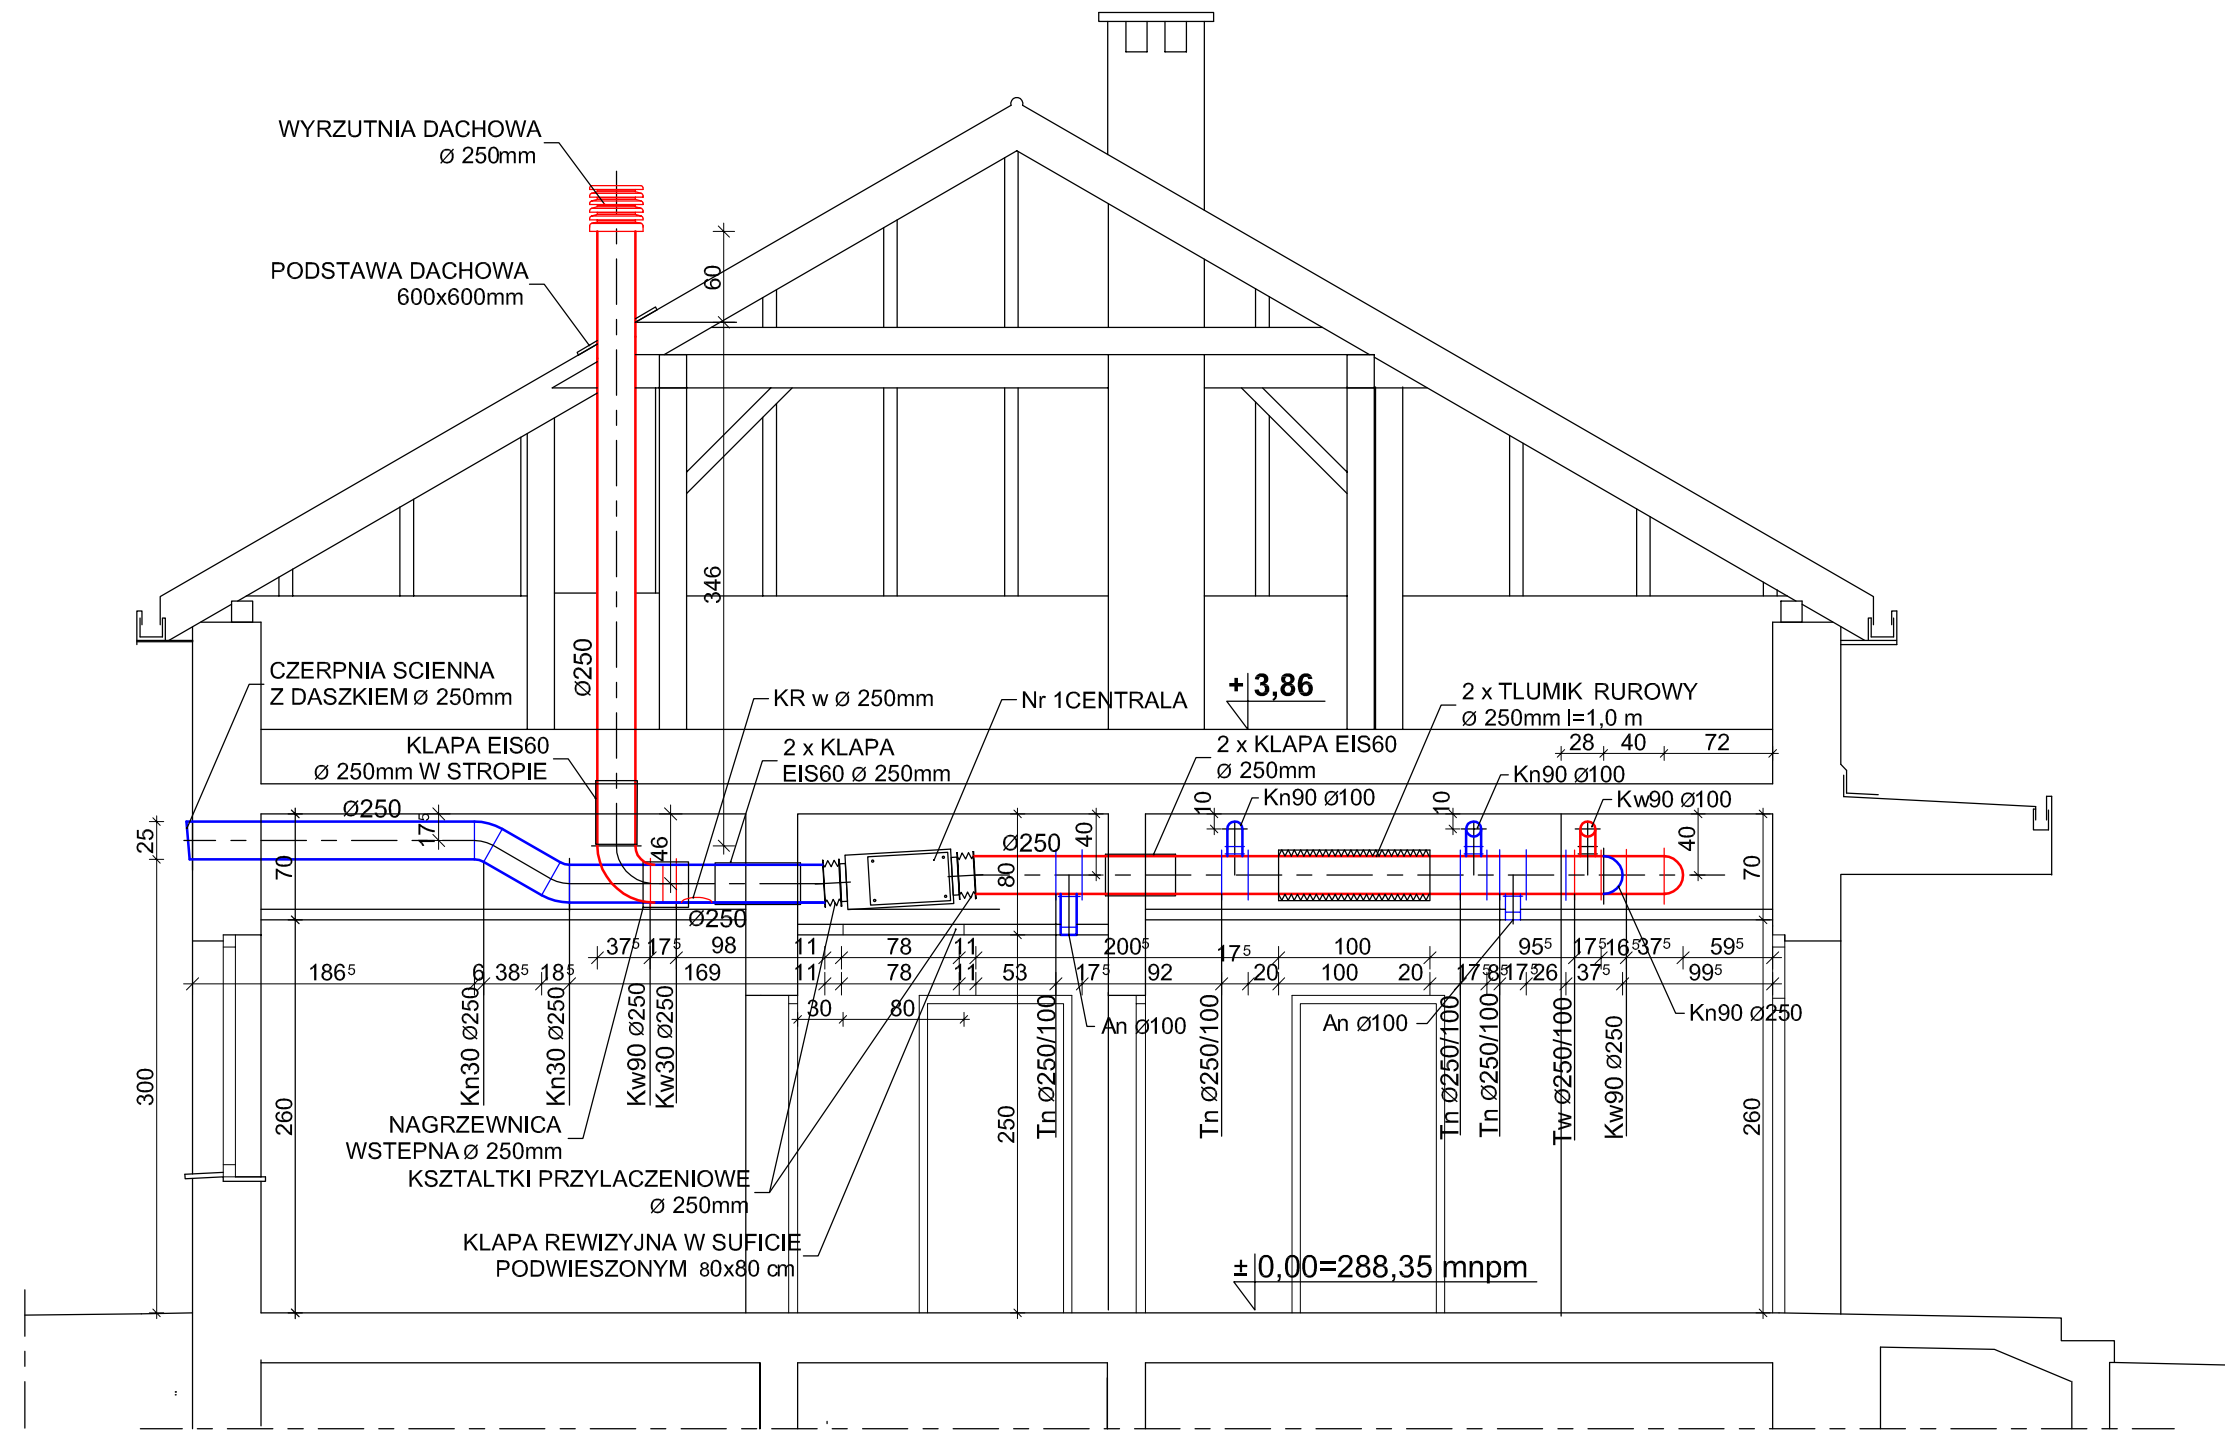 WYRZUTNIA DACHOWA
Ø 250mm
PODSTAWA DACHOWA
600x600mm
60
346
Ø250
CZERPNIA SCIENNA
Z DASZKIEM Ø 250mm
KR w Ø 250mm
Nr 1CENTRALA
+ 3,86
2 x TLUMIK RUROWY
Ø 250mm l=1,0 m
KLAPA EIS60
Ø 250mm W STROPIE
2 x KLAPA
EIS60 Ø 250mm
2 x KLAPA EIS60
Ø 250mm
28 40 72
Kn90 Ø100
Kn90 Ø100
Kw90 Ø100
10
10
Ø250
17⁵
25
70
46
Ø250
40
80
40
70
Ø250
37⁵ 17⁵ 98 11 78 11 200⁵ 17⁵ 100 95⁵ 17⁵ 16⁵ 37⁵ 59⁵
186⁵ 6 38⁵ 18⁵ 169 11 78 11 53 17⁵ 92 20 100 20 17⁵ 8⁵ 17⁵ 26 37⁵ 99⁵
30 80
An Ø100
An Ø100
Kn90 Ø250
Kn30 Ø250
Kn30 Ø250
Kw90 Ø250
Kw30 Ø250
Tn Ø250/100
Tn Ø250/100
Tn Ø250/100
Tn Ø250/100
Tw Ø250/100
Kw90 Ø250
300
260
250
260
NAGRZEWNICA
WSTEPNA Ø 250mm
KSZTALTKI PRZYLACZENIOWE
Ø 250mm
KLAPA REWIZYJNA W SUFICIE
PODWIESZONYM 80x80 cm
± 0,00=288,35 mnpm